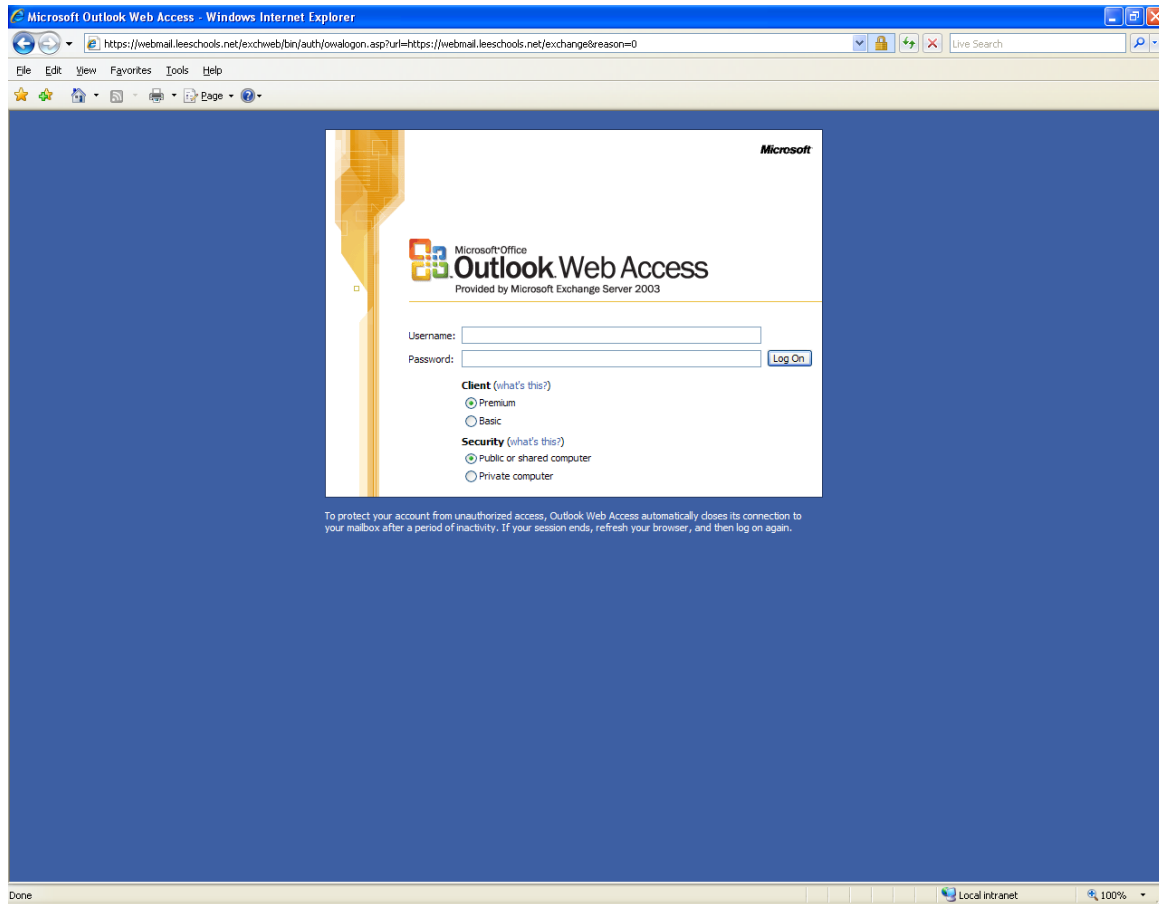 Microsoft Outlook Web Access - Windows Internet Explorer
https://webmail.leeschools.net/exchweb/bin/auth/owalogon.asp?url=https://webmail.leeschools.net/exchange&reason=0
Live Search
File Edit View Favorites Tools Help
Page
Microsoft
Microsoft Office
Outlook Web Access
Provided by Microsoft Exchange Server 2003
Username:
Password:
Log On
Client (what's this?)
Premium
Basic
Security (what's this?)
Public or shared computer
Private computer
To protect your account from unauthorized access, Outlook Web Access automatically closes its connection to
your mailbox after a period of inactivity. If your session ends, refresh your browser, and then log on again.
Done
Local intranet
100%